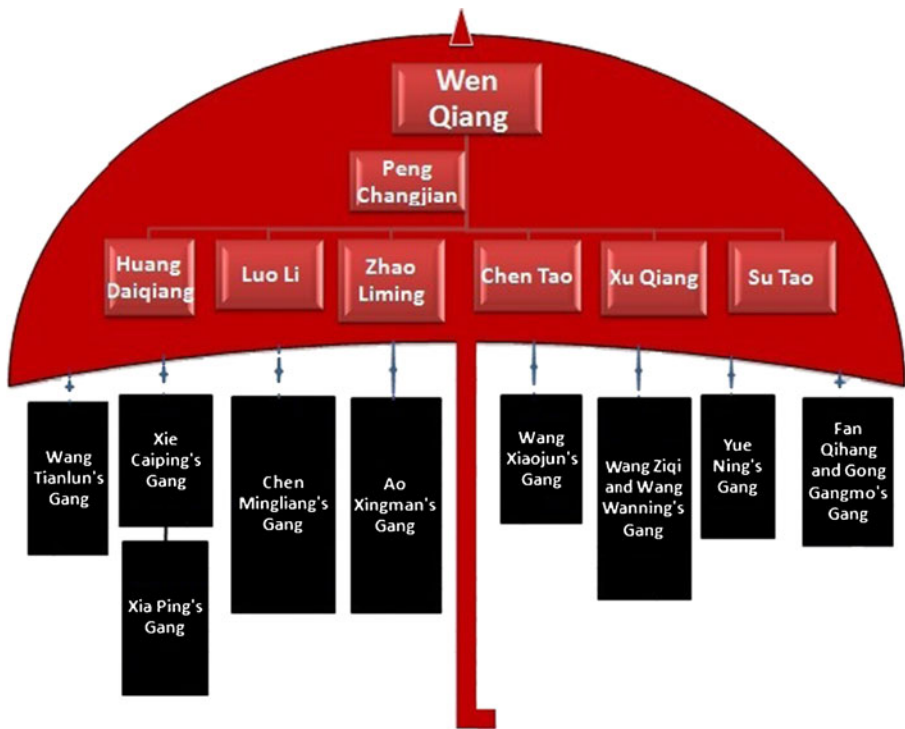 Wen
Qiang
Peng
Changjian
Huang
Daiqiang
Luo Li
Zhao
Liming
Chen Tao
Xu Qiang
Su Tao
Wang
Tianlun's
Gang
Xie
Caiping's
Gang
Xia Ping's
Gang
Chen
Mingliang's
Gang
Ao
Xingman's
Gang
Wang
Xiaojun's
Gang
Wang Ziqi
and Wang
Wanning's
Gang
Yue
Ning's
Gang
Fan
Qihang
and Gong
Gangmo's
Gang